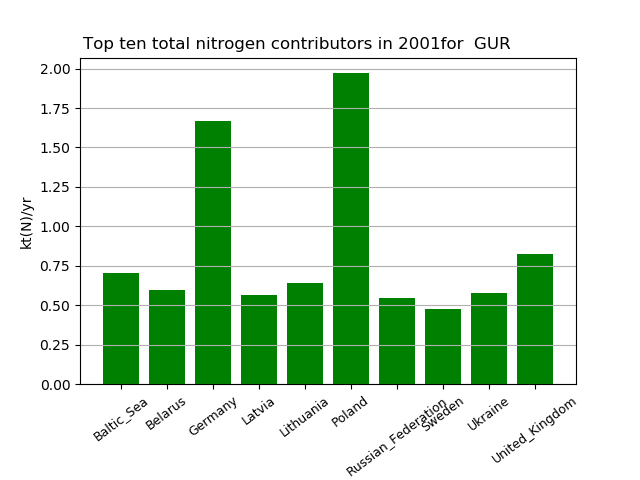 Top ten total nitrogen contributors in 2001for  GUR
2.00
1.75
1.50
1.25
1.00
0.75
0.50
0.25
0.00
kt(N)/yr
Baltic_Sea
Belarus
Germany
Latvia
Lithuania
Poland
Russian_Federation
Sweden
Ukraine
United_Kingdom